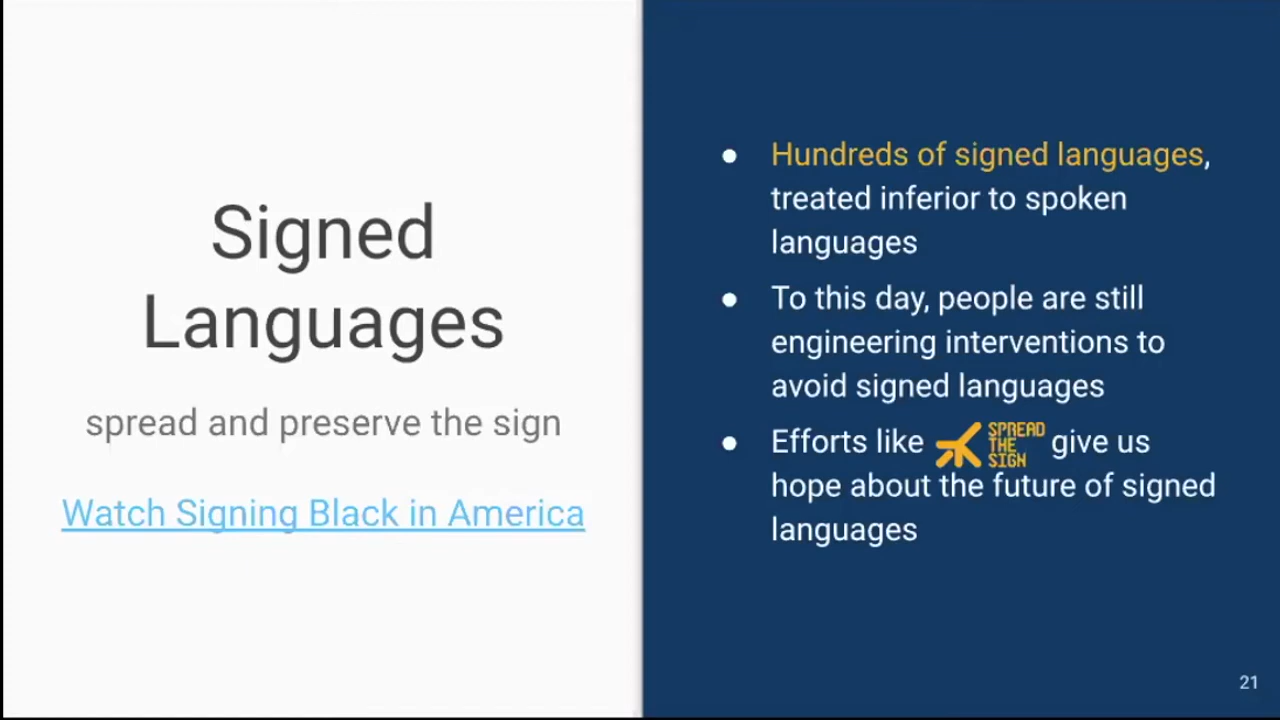 Signed
Languages
spread and preserve the sign
Watch Signing Black in America
● Hundreds of signed languages,
treated inferior to spoken
languages
● To this day, people are still
engineering interventions to
avoid signed languages
● Efforts like SPREAD THE SIGN give us
hope about the future of signed
languages
21